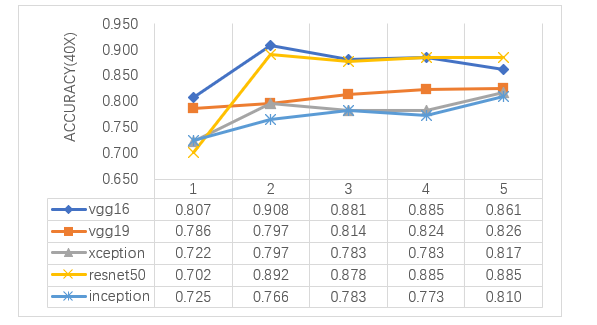 ACCURACY(40X)
0.950
0.900
0.850
0.800
0.750
0.700
0.650
1 2 3 4 5
vgg16 0.807 0.908 0.881 0.885 0.861
vgg19 0.786 0.797 0.814 0.824 0.826
xception 0.722 0.797 0.783 0.783 0.817
resnet50 0.702 0.892 0.878 0.885 0.885
inception 0.725 0.766 0.783 0.773 0.810